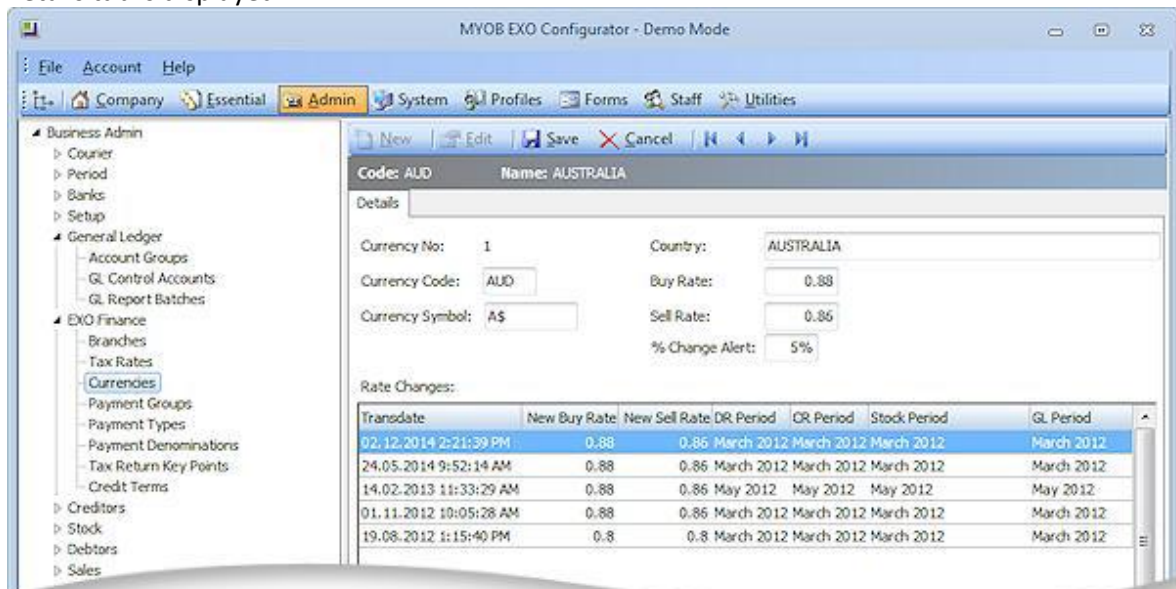 MYOB EXO Configurator - Demo Mode
File Account Help
Company Essential Admin System Profiles Forms Staff Utilities
Business Admin
Courier
Period
Banks
Setup
General Ledger
Account Groups
GL Control Accounts
GL Report Batches
EXO Finance
Branches
Tax Rates
Currencies
Payment Groups
Payment Types
Payment Denominations
Tax Return Key Points
Credit Terms
Creditors
Stock
Debtors
Sales
New Edit Save Cancel
Code: AUD Name: AUSTRALIA
Details
Currency No: 1 Country: AUSTRALIA
Currency Code: AUD Buy Rate: 0.88
Currency Symbol: A$ Sell Rate: 0.86
% Change Alert: 5%
Rate Changes:
Transdate New Buy Rate New Sell Rate DR Period CR Period Stock Period GL Period
02.12.2014 2:21:39 PM 0.88 0.86 March 2012 March 2012 March 2012 March 2012
24.05.2014 9:52:14 AM 0.88 0.86 March 2012 March 2012 March 2012 March 2012
14.02.2013 11:33:29 AM 0.88 0.86 May 2012 May 2012 May 2012 May 2012
01.11.2012 10:05:28 AM 0.88 0.86 March 2012 March 2012 March 2012 March 2012
19.08.2012 1:15:40 PM 0.8 0.8 March 2012 March 2012 March 2012 March 2012